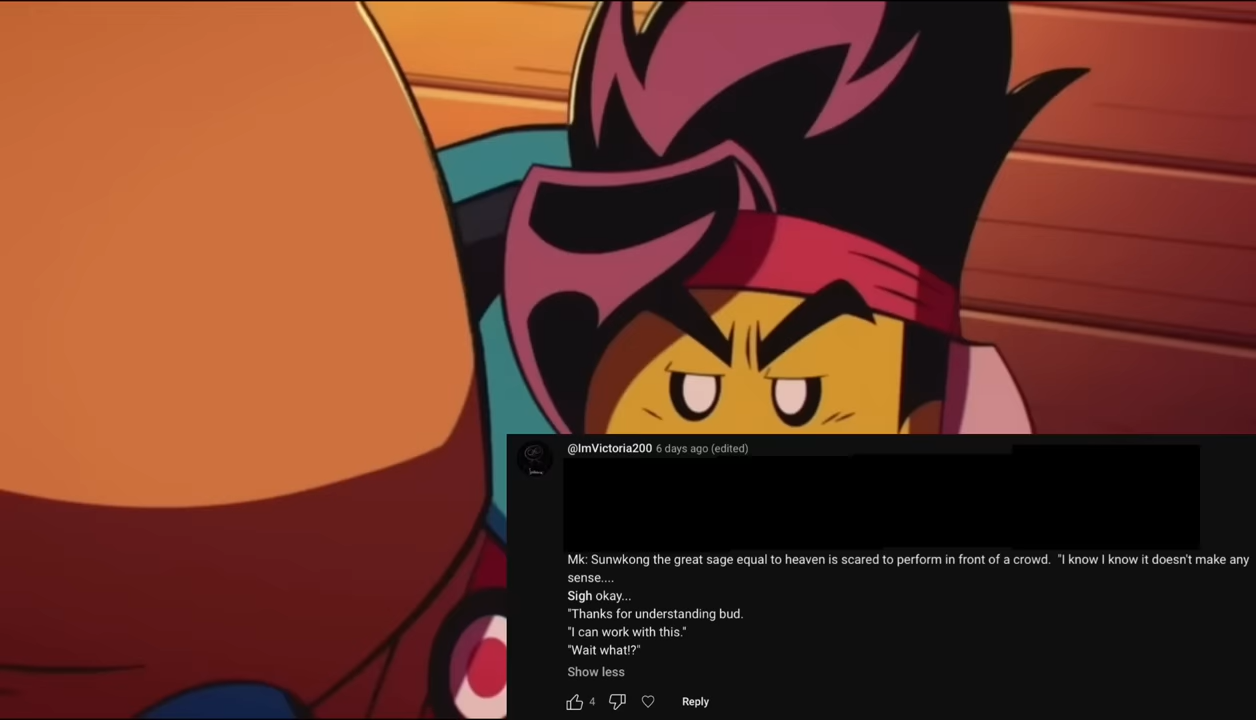 @ImVictoria200 6 days ago (edited)
Mk: Sunwkong the great sage equal to heaven is scared to perform in front of a crowd. "I know I know it doesn't make any
sense....
Sigh okay...
"Thanks for understanding bud.
"I can work with this."
"Wait what!?"
Show less
4 Reply